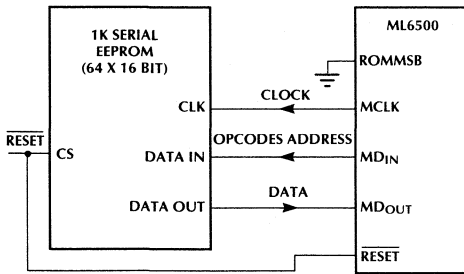 1K SERIAL
EEPROM
(64 X 16 BIT)
ML6500
ROMMSB
CLK
CLOCK
MCLK
RESET
CS
DATA IN
OPCODES ADDRESS
MDIN
DATA OUT
DATA
MDOUT
RESET